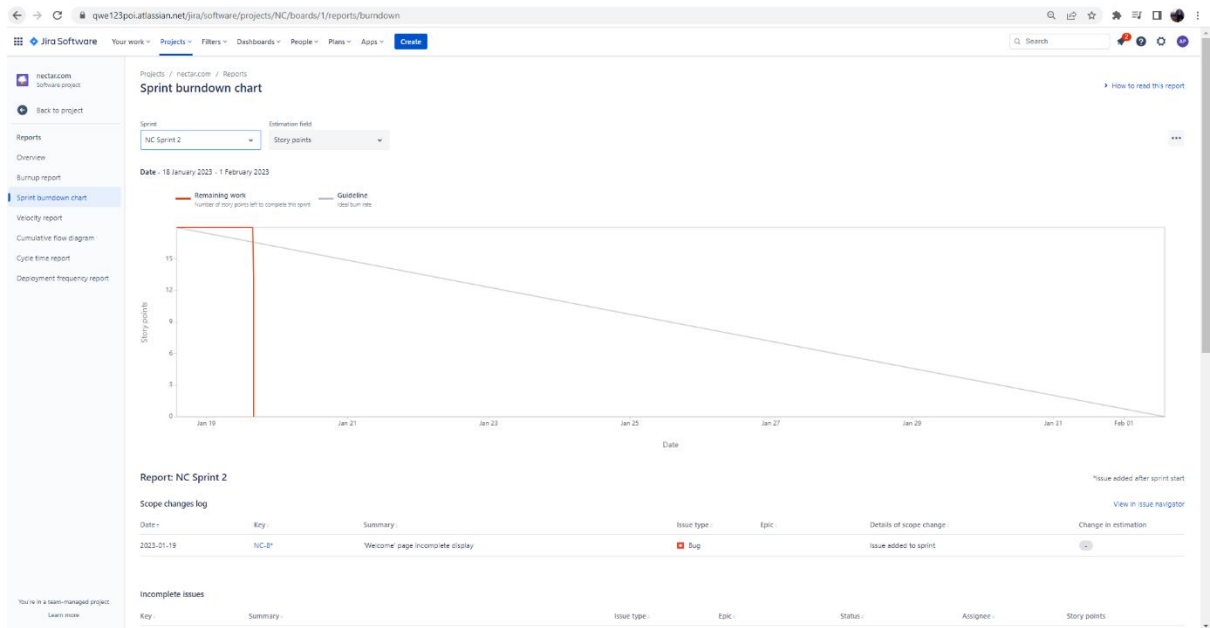 qwe123poi.atlassian.net/jira/software/projects/NC/boards/1/reports/burndown
Jira Software Your work Projects Filters Dashboards People Plans Apps Create Search 2 AP
nectar.com
Software project
Back to project
Reports
Overview
Burnup report
Sprint burndown chart
Velocity report
Cumulative flow diagram
Cycle time report
Deployment frequency report
You're in a team-managed project
Learn more
Projects / nectar.com / Reports
Sprint burndown chart
How to read this report
Sprint Estimation field
NC Sprint 2 Story points
Date - 18 January 2023 - 1 February 2023
Remaining work
Number of story points left to complete this sprint
Guideline
Ideal burn rate
Story points
15
12
9
6
3
0
Jan 19 Jan 21 Jan 23 Jan 25 Jan 27 Jan 29 Jan 31 Feb 01
Date
Report: NC Sprint 2 *Issue added after sprint start
Scope changes log View in issue navigator
Date Key Summary Issue type Epic Details of scope change Change in estimation
2023-01-19 NC-8* 'Welcome' page incomplete display Bug Issue added to sprint -
Incomplete issues
Key Summary Issue type Epic Status Assignee Story points